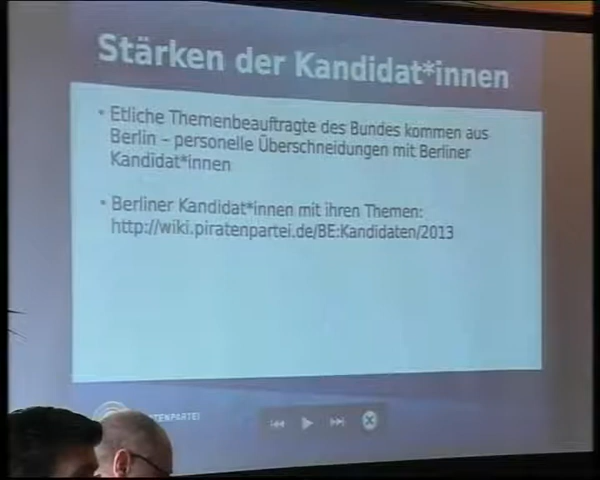 Stärken der Kandidat*innen
• Etliche Themenbeauftragte des Bundes kommen aus
Berlin – personelle Überschneidungen mit Berliner
Kandidat*innen
• Berliner Kandidat*innen mit ihren Themen:
http://wiki.piratenpartei.de/BE:Kandidaten/2013
TENPARTEI